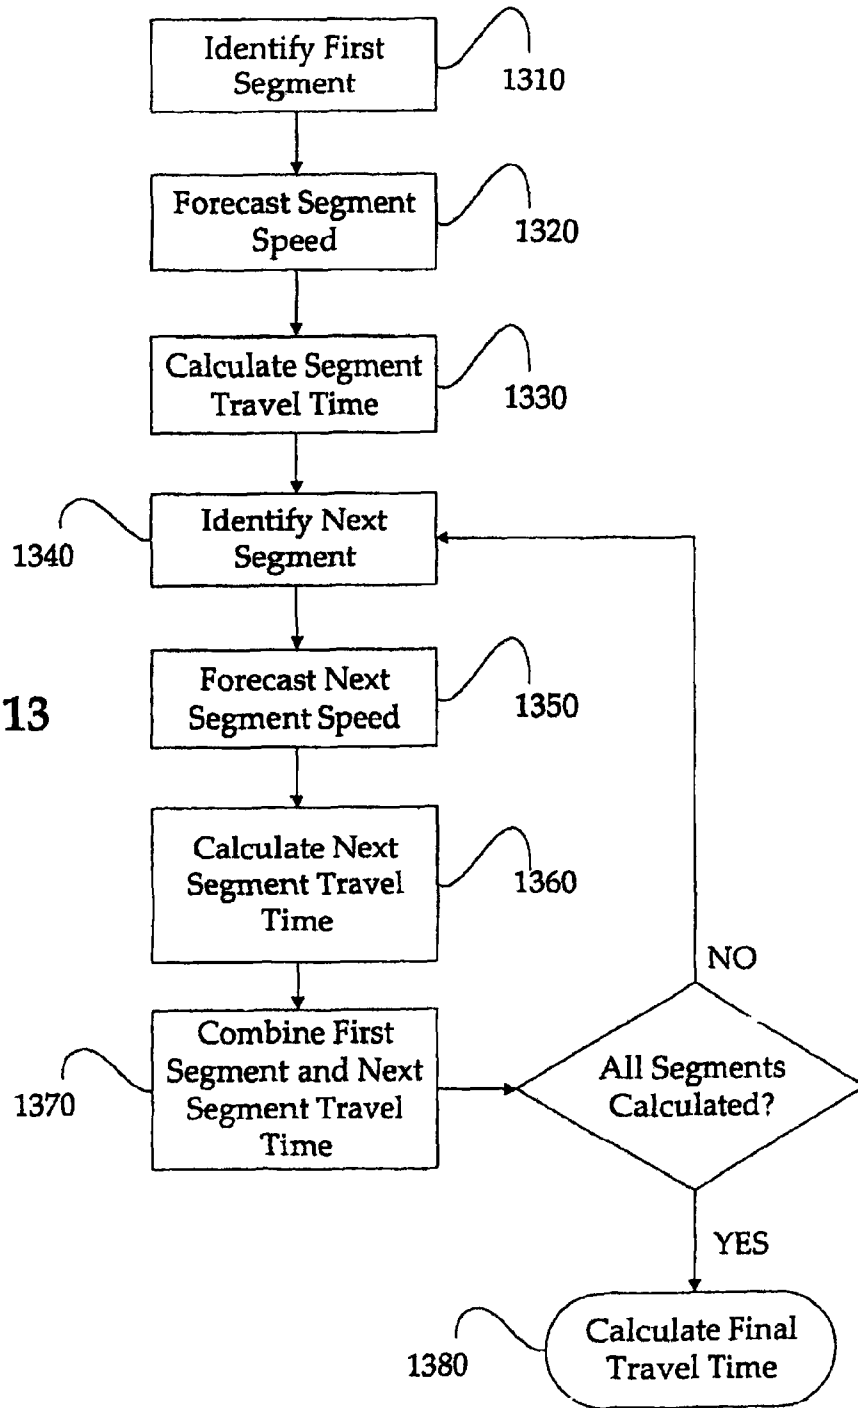 Identify First
Segment
1310
Forecast Segment
Speed
1320
Calculate Segment
Travel Time
1330
Identify Next
Segment
1340
Forecast Next
Segment Speed
1350
13
Calculate Next
Segment Travel
Time
1360
NO
Combine First
Segment and Next
Segment Travel
Time
1370
All Segments
Calculated?
YES
Calculate Final
Travel Time
1380